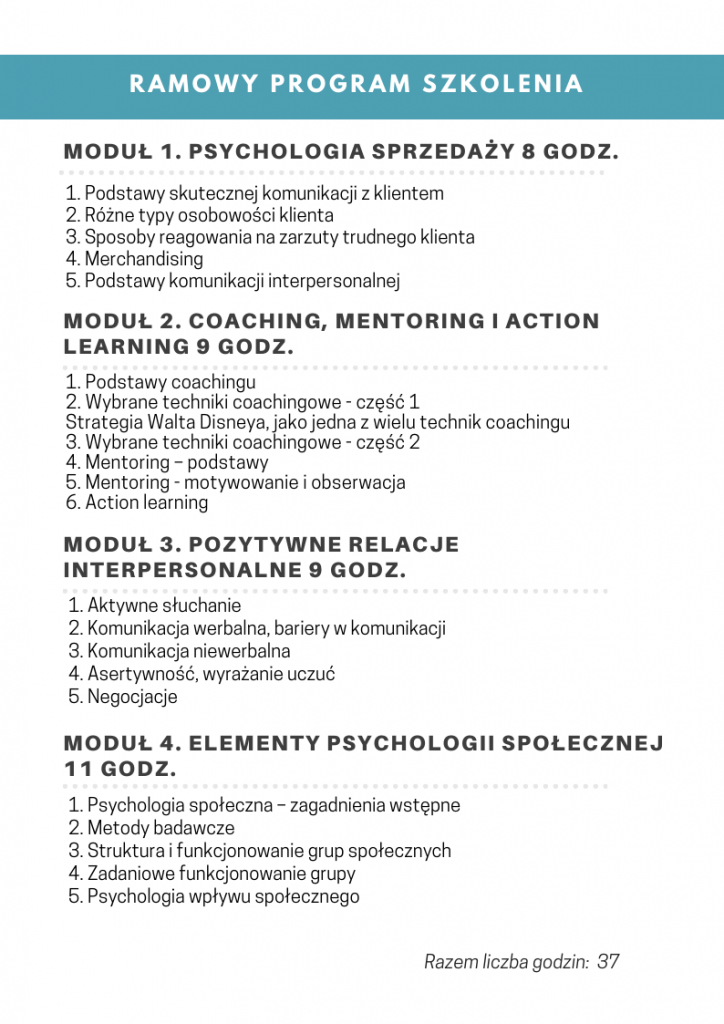 RAMOWY PROGRAM SZKOLENIA
MODUŁ 1. PSYCHOLOGIA SPRZEDAŻY 8 GODZ.
1. Podstawy skutecznej komunikacji z klientem
2. Różne typy osobowości klienta
3. Sposoby reagowania na zarzuty trudnego klienta
4. Merchandising
5. Podstawy komunikacji interpersonalnej
MODUŁ 2. COACHING, MENTORING I ACTION
LEARNING 9 GODZ.
1. Podstawy coachingu
2. Wybrane techniki coachingowe - część 1
Strategia Walta Disneya, jako jedna z wielu technik coachingu
3. Wybrane techniki coachingowe - część 2
4. Mentoring – podstawy
5. Mentoring - motywowanie i obserwacja
6. Action learning
MODUŁ 3. POZYTYWNE RELACJE
INTERPERSONALNE 9 GODZ.
1. Aktywne słuchanie
2. Komunikacja werbalna, bariery w komunikacji
3. Komunikacja niewerbalna
4. Asertywność, wyrażanie uczuć
5. Negocjacje
MODUŁ 4. ELEMENTY PSYCHOLOGII SPOŁECZNEJ
11 GODZ.
1. Psychologia społeczna – zagadnienia wstępne
2. Metody badawcze
3. Struktura i funkcjonowanie grup społecznych
4. Zadaniowe funkcjonowanie grupy
5. Psychologia wpływu społecznego
Razem liczba godzin: 37